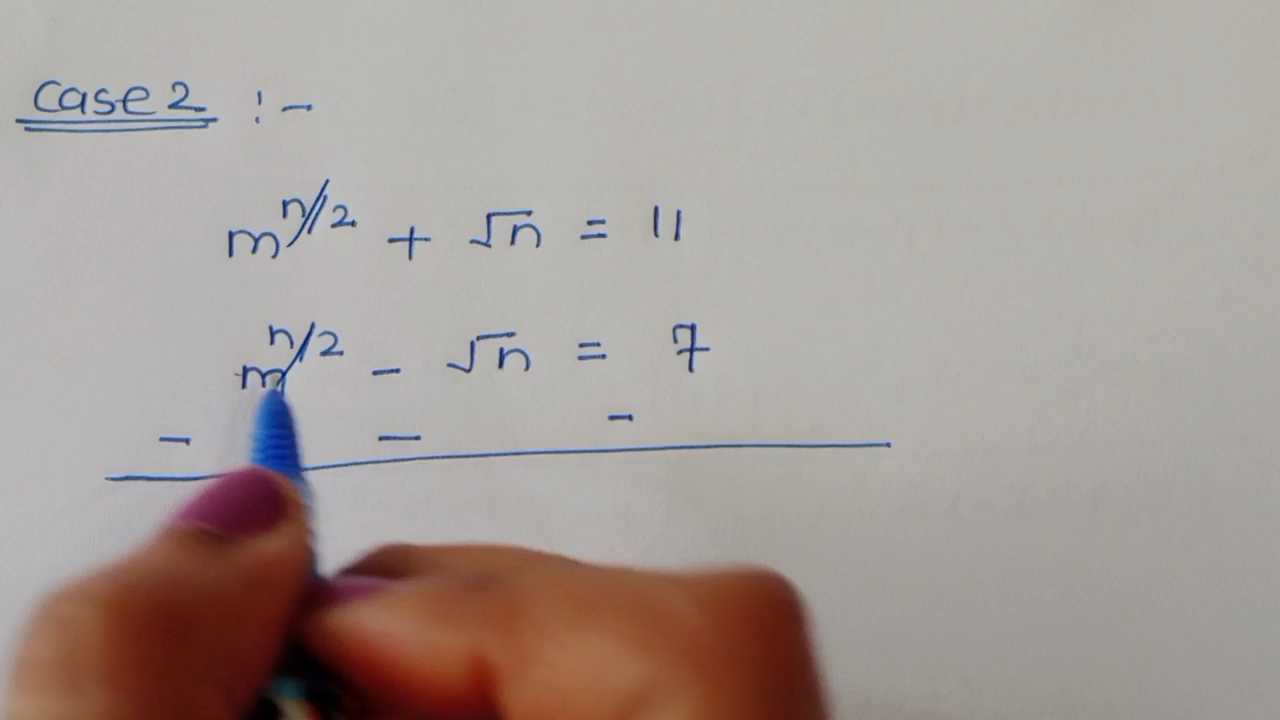 Case 2 :-
m^n/2 + √n = 11
m^n/2 - √n = 7
- - -